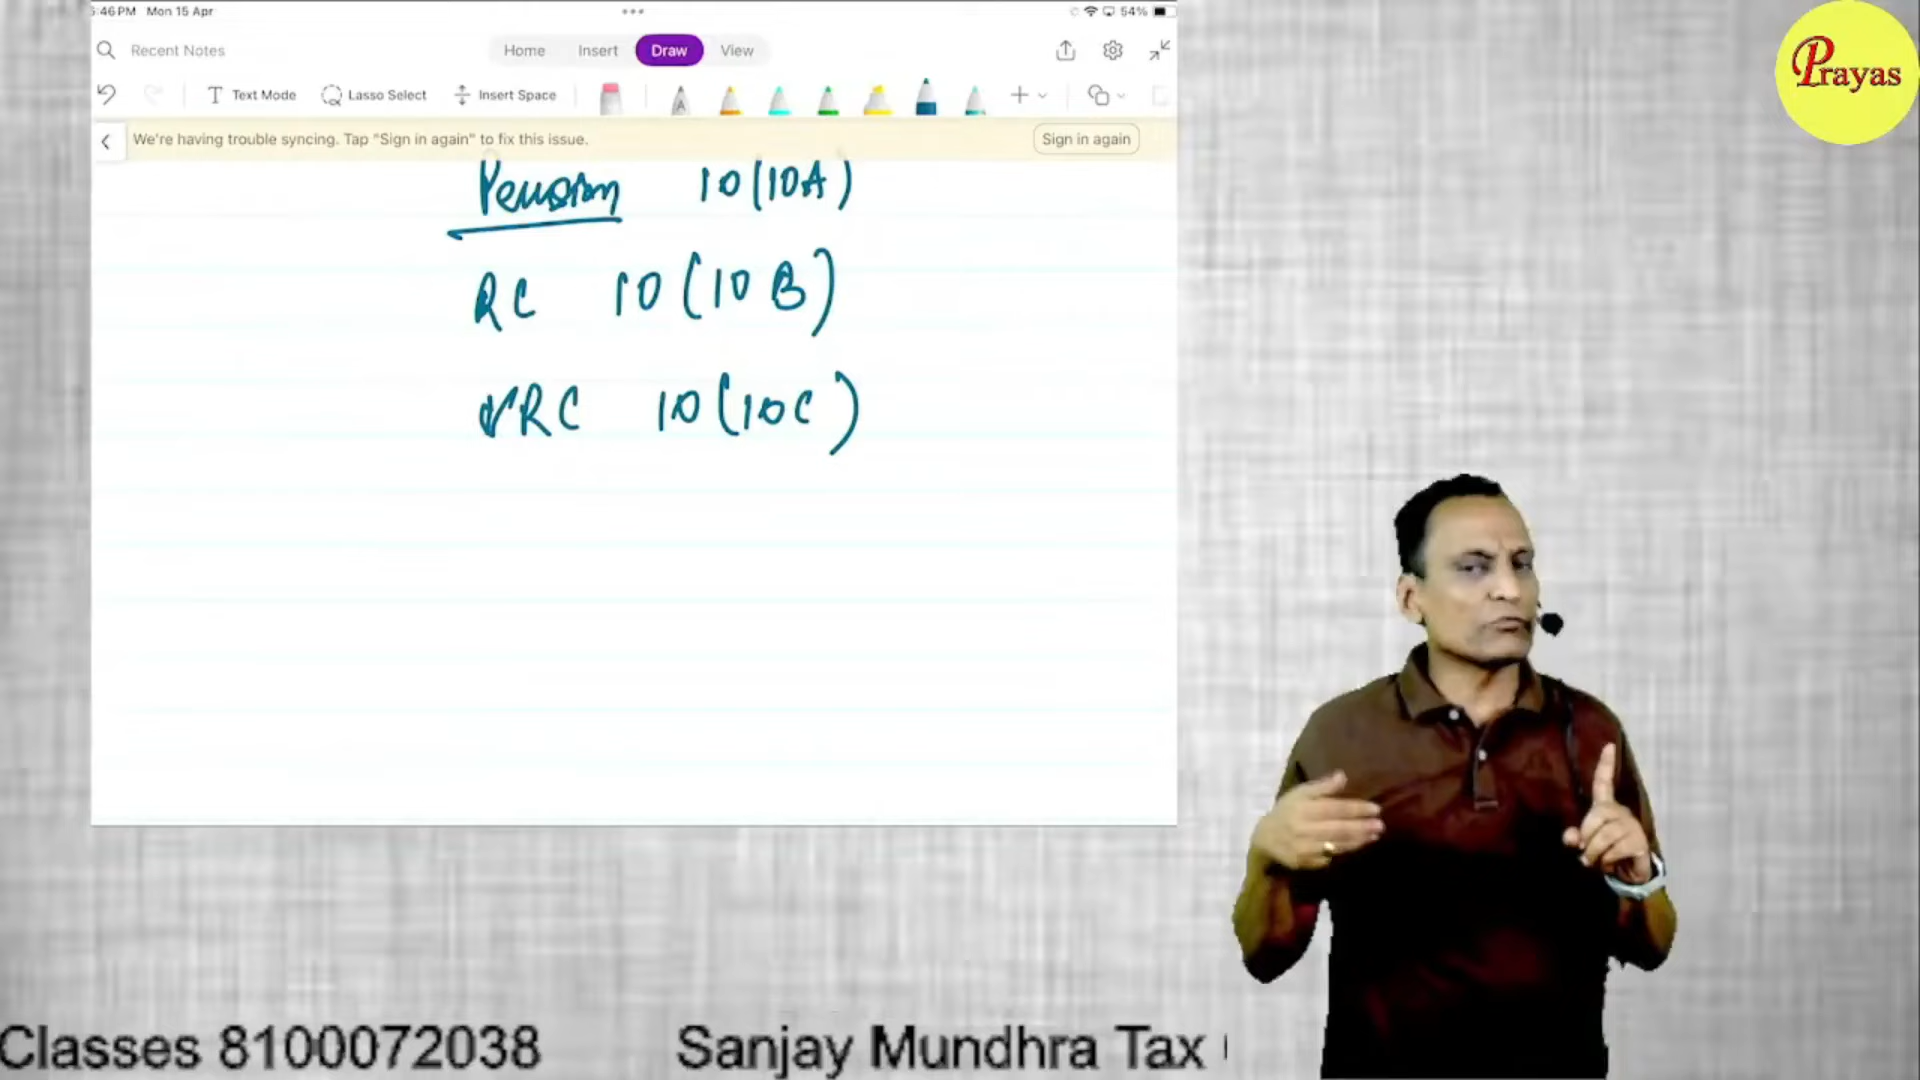 5:46 PM Mon 15 Apr
54%
Recent Notes
Home Insert Draw View
Text Mode Lasso Select Insert Space
We're having trouble syncing. Tap "Sign in again" to fix this issue. Sign in again
Pension 10(10A)
RC 10(10B)
VRC 10(10C)
Prayas
Classes 8100072038 Sanjay Mundhra Tax